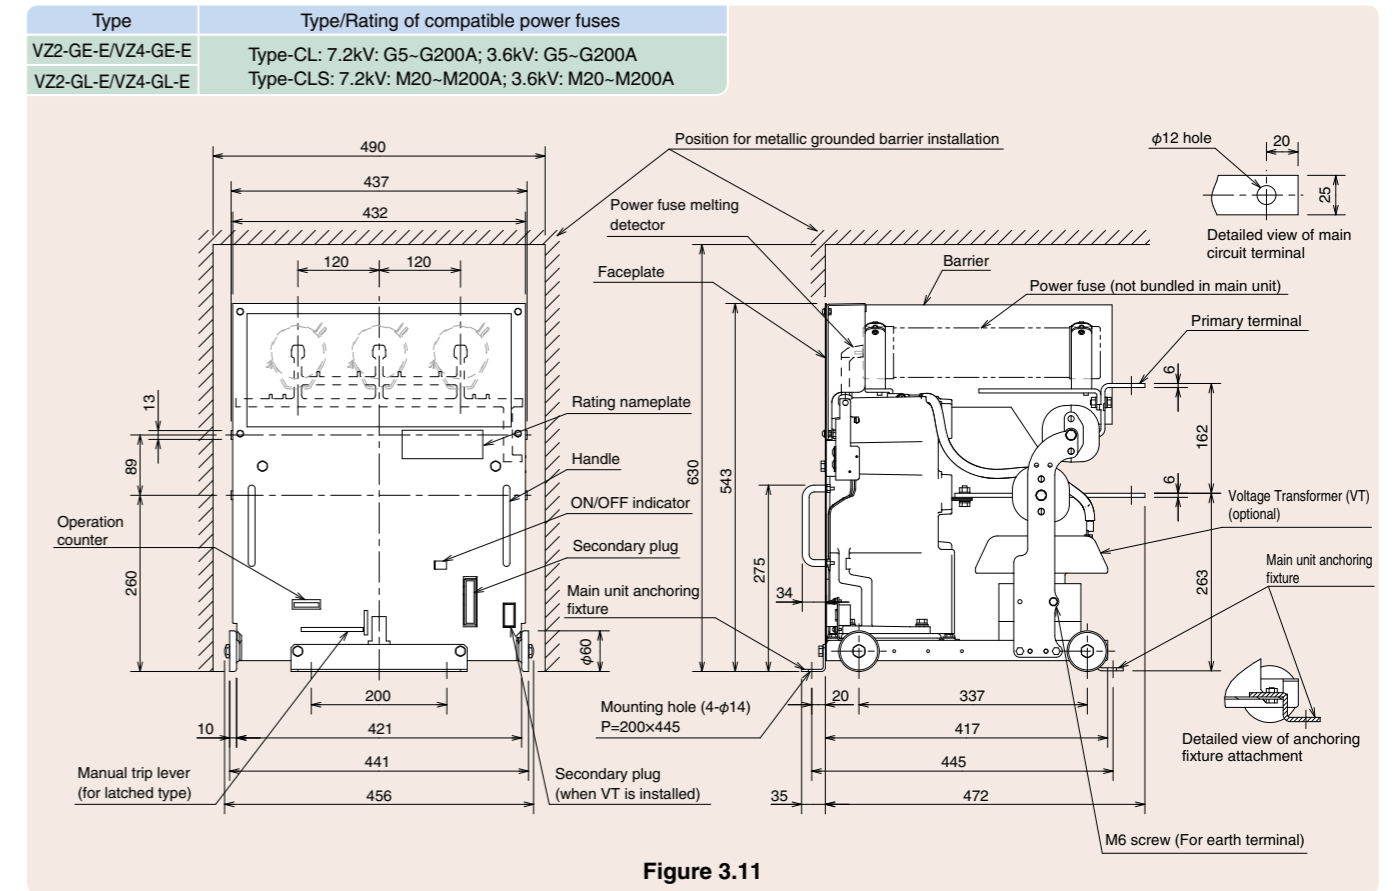 Type
Type/Rating of compatible power fuses
VZ2-GE-E/VZ4-GE-E
VZ2-GL-E/VZ4-GL-E
Type-CL: 7.2kV: G5~G200A; 3.6kV: G5~G200A
Type-CLS: 7.2kV: M20~M200A; 3.6kV: M20~M200A
490
437
432
120
120
13
89
260
Operation
counter
10
200
421
441
456
φ60
Manual trip lever
(for latched type)
Secondary plug
(when VT is installed)
Position for metallic grounded barrier installation
Power fuse melting
detector
Faceplate
Rating nameplate
Handle
ON/OFF indicator
Secondary plug
Main unit anchoring
fixture
Mounting hole (4-φ14)
P=200×445
630
543
275
34
Barrier
Power fuse (not bundled in main unit)
Primary terminal
6
162
6
263
Voltage Transformer (VT)
(optional)
Main unit anchoring
fixture
20
337
417
445
35
472
M6 screw (For earth terminal)
φ12 hole
20
25
Detailed view of main
circuit terminal
Detailed view of anchoring
fixture attachment
Figure 3.11